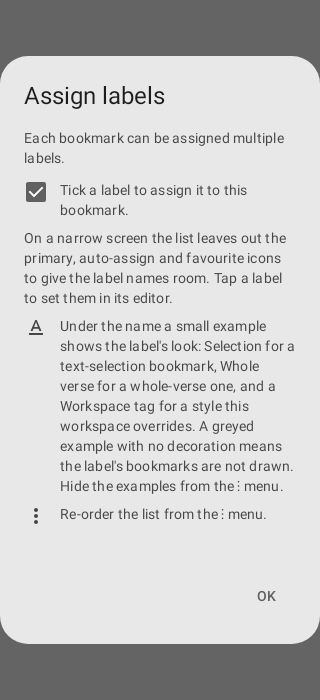 Assign labels
Each bookmark can be assigned multiple
labels.
Tick a label to assign it to this
bookmark.
On a narrow screen the list leaves out the
primary, auto-assign and favourite icons
to give the label names room. Tap a label
to set them in its editor.
Under the name a small example
shows the label's look: Selection for a
text-selection bookmark, Whole
verse for a whole-verse one, and a
Workspace tag for a style this
workspace overrides. A greyed
example with no decoration means
the label's bookmarks are not drawn.
Hide the examples from the ⋮ menu.
Re-order the list from the ⋮ menu.
OK